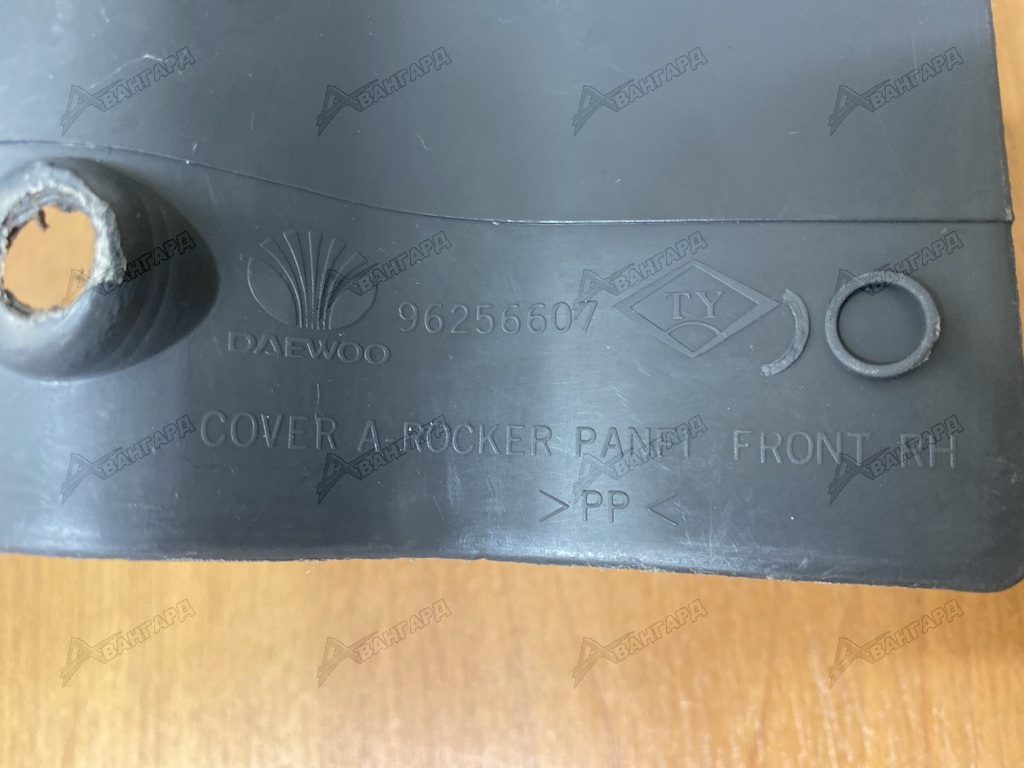 DAEWOO
96256607
TY
COVER A-ROCKER PANEL FRONT RH
>PP<
АВАНГАРД